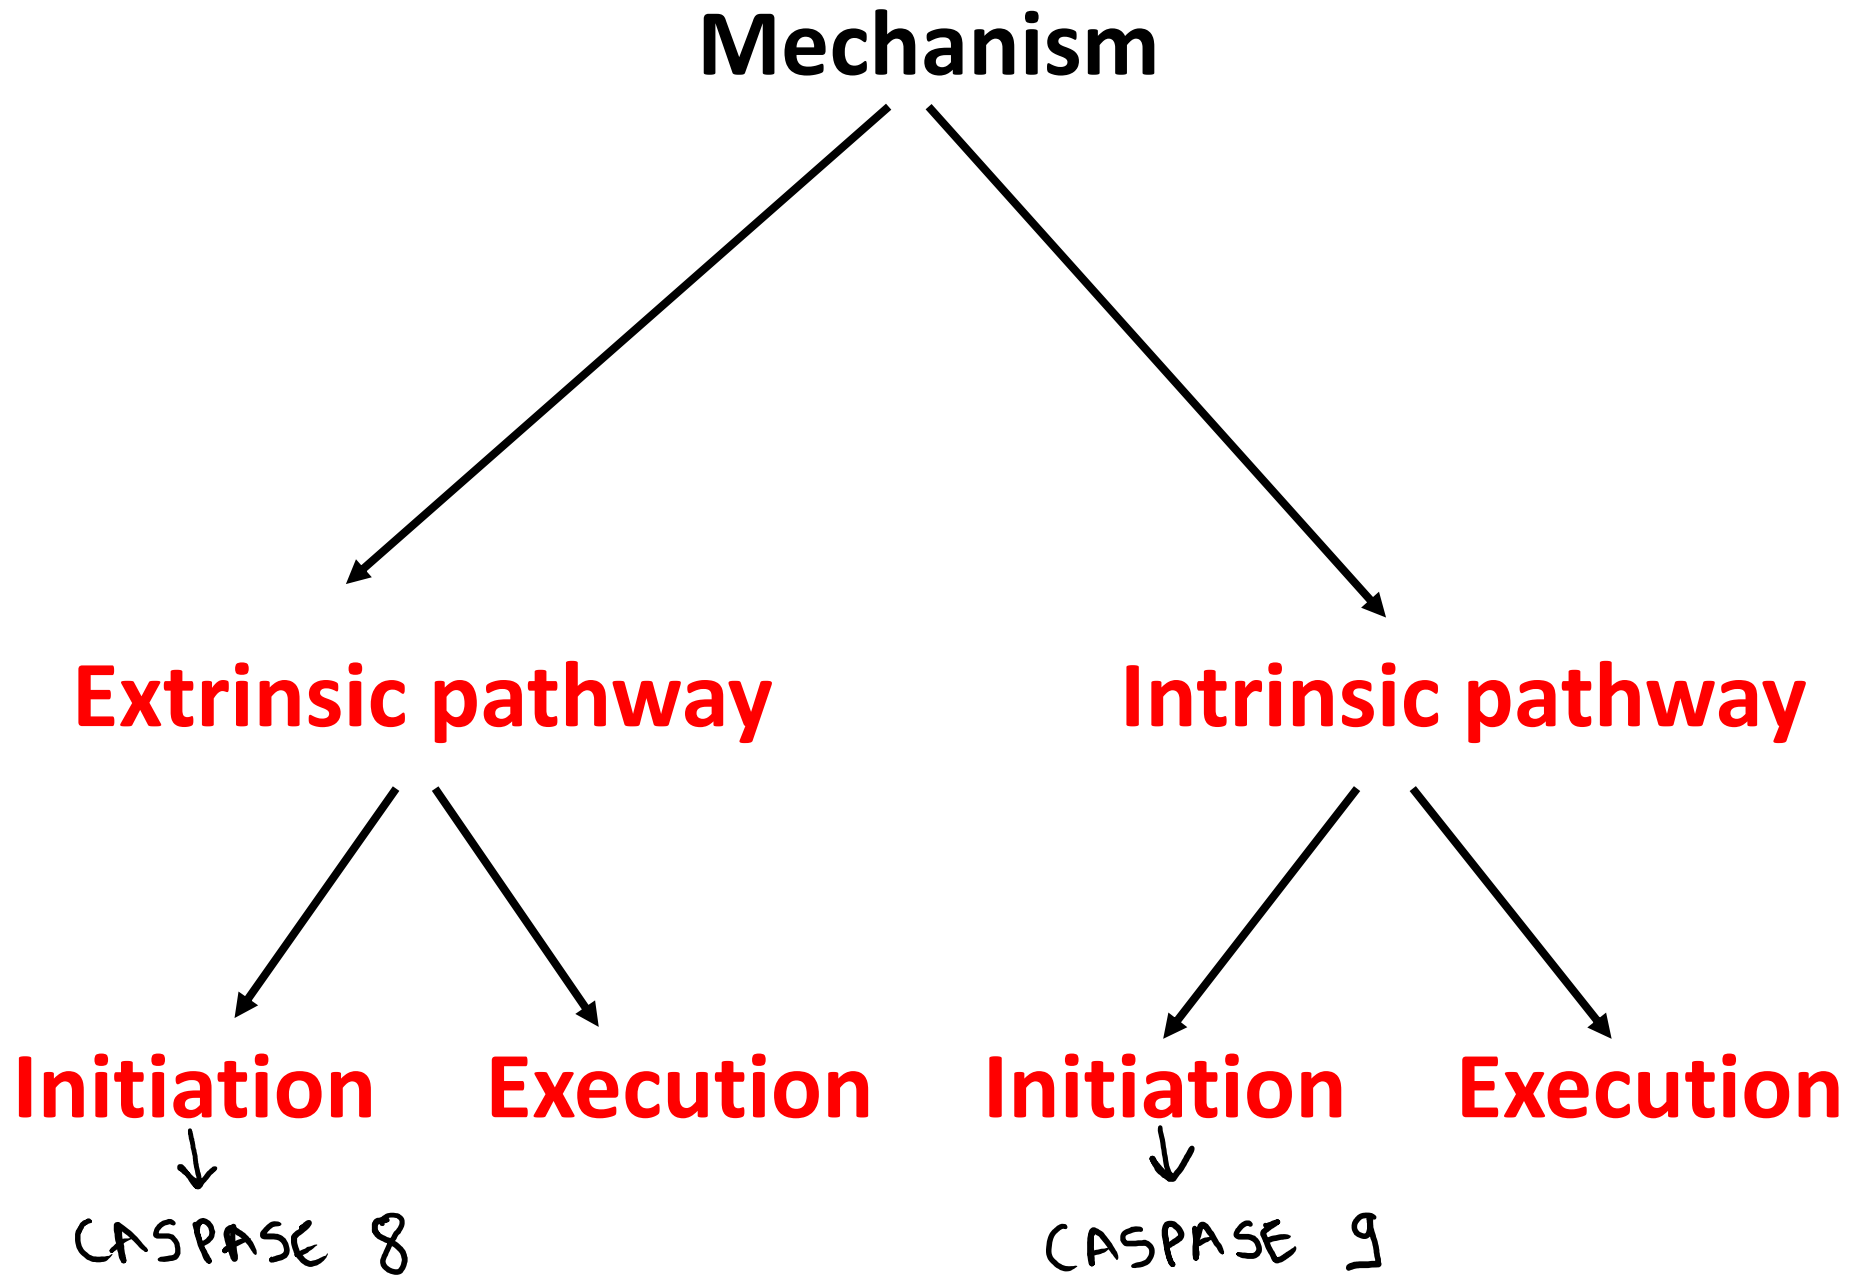 Mechanism
Extrinsic pathway
Intrinsic pathway
Initiation
Execution
Initiation
Execution
CASPASE 8
CASPASE 9